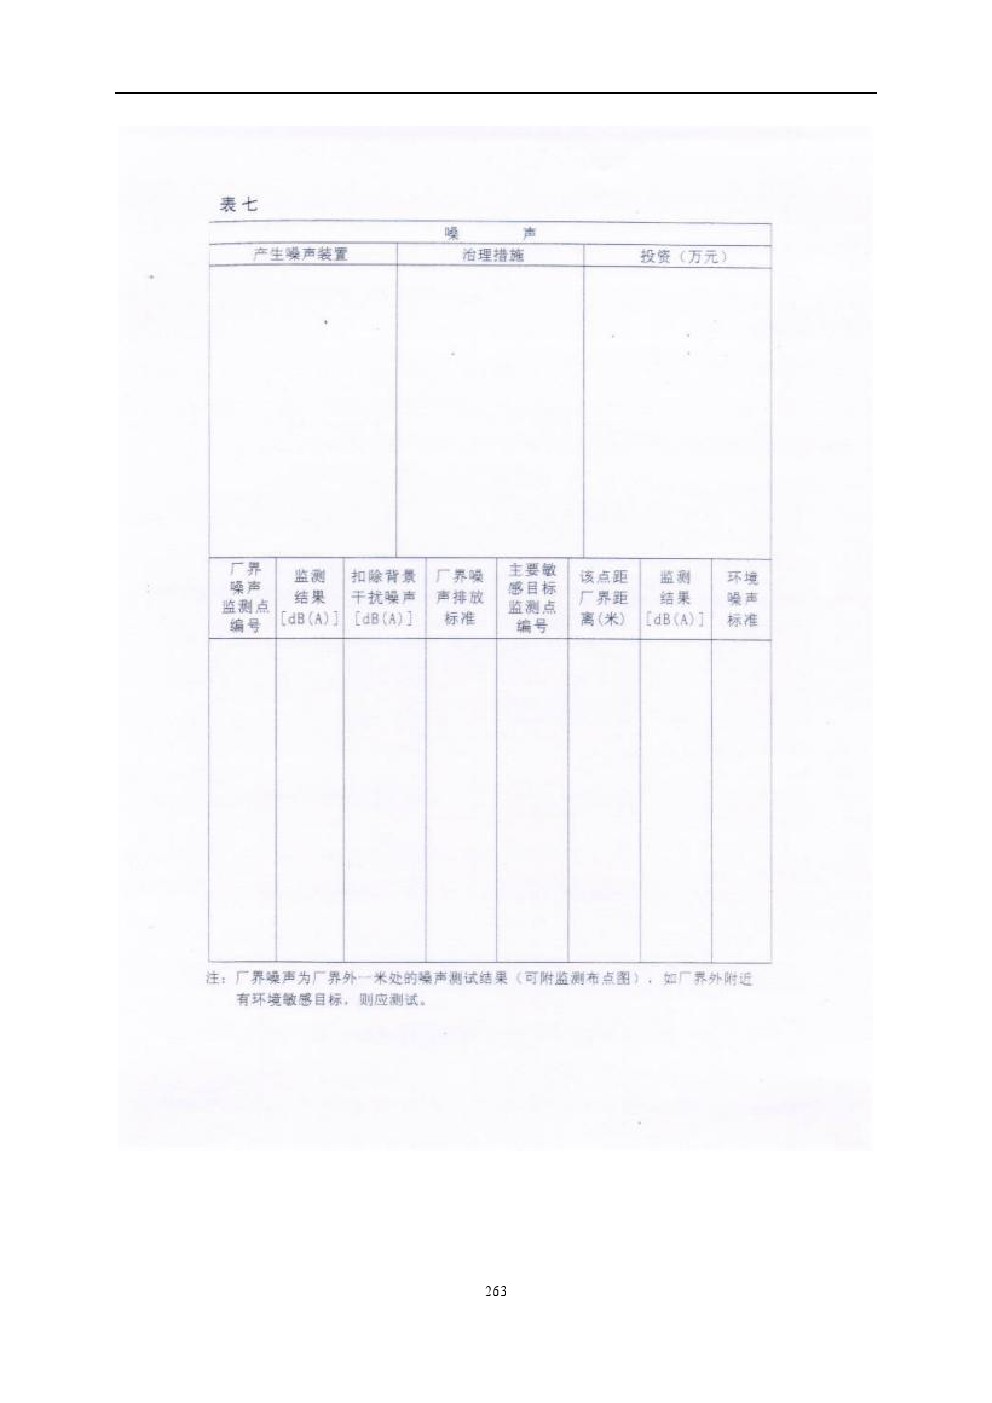 表七
噪 声
产生噪声装置 治理措施 投资（万元）
厂界
噪声
监测点
编号
监测
结果
[dB(A)]
扣除背景
干扰噪声
[dB(A)]
厂界噪
声排放
标准
主要敏
感目标
监测点
编号
该点距
厂界距
离(米)
监测
结果
[dB(A)]
环境
噪声
标准
注：厂界噪声为厂界外一米处的噪声测试结果（可附监测布点图），如厂界外附近
有环境敏感目标，则应测试。
263